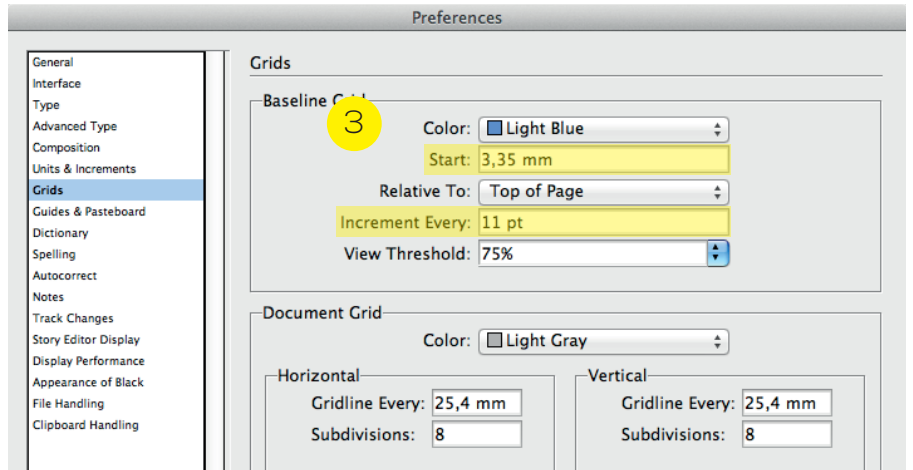 Preferences
General
Interface
Type
Advanced Type
Composition
Units & Increments
Grids
Guides & Pasteboard
Dictionary
Spelling
Autocorrect
Notes
Track Changes
Story Editor Display
Display Performance
Appearance of Black
File Handling
Clipboard Handling
Grids
Baseline
3
Color: Light Blue
Start: 3,35 mm
Relative To: Top of Page
Increment Every: 11 pt
View Threshold: 75%
Document Grid
Color: Light Gray
Horizontal
Gridline Every: 25,4 mm
Subdivisions: 8
Vertical
Gridline Every: 25,4 mm
Subdivisions: 8